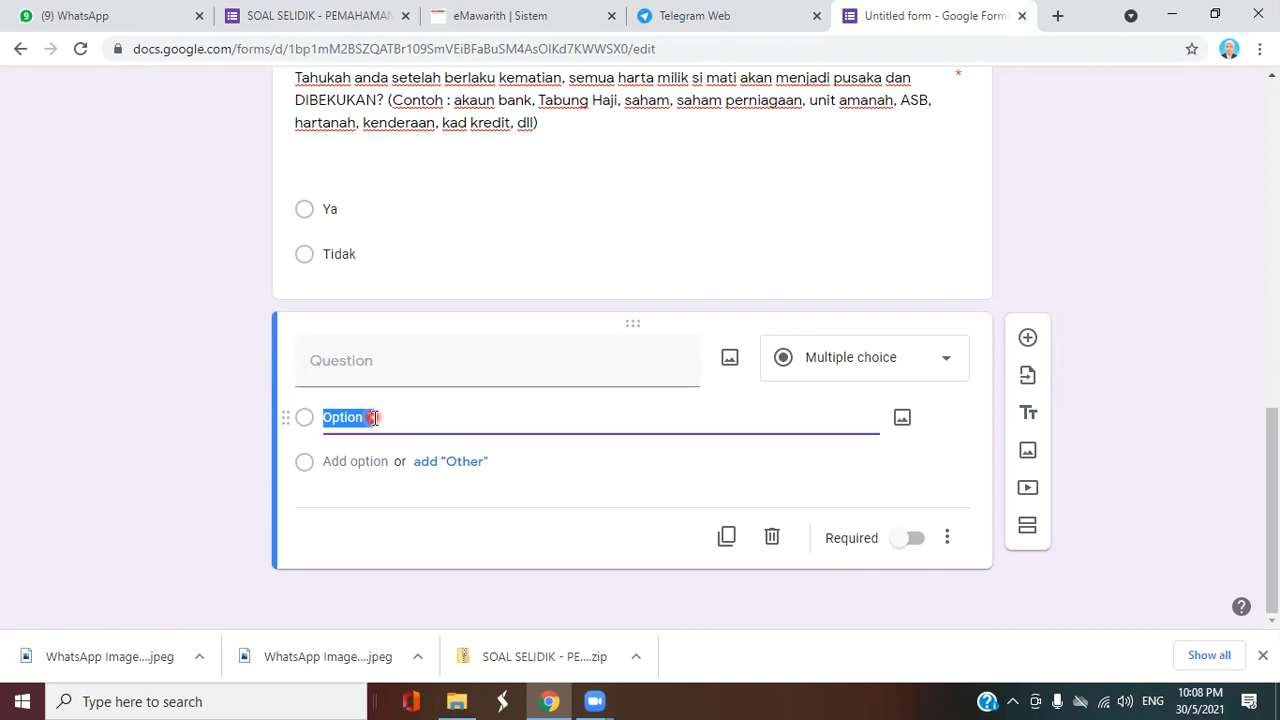 (9) WhatsApp
SOAL SELIDIK - PEMAHAMAN
eMawarith | Sistem
Telegram Web
Untitled form - Google Forms
docs.google.com/forms/d/1bp1mM2BSZQATBr109SmVEiBFaBuSM4AsOIKd7KWWSX0/edit
Tahukah anda setelah berlaku kematian, semua harta milik si mati akan menjadi pusaka dan *
DIBEKUKAN? (Contoh : akaun bank, Tabung Haji, saham, saham perniagaan, unit amanah, ASB,
hartanah, kenderaan, kad kredit, dll)
Ya
Tidak
Question
Multiple choice
Option
Add option or add "Other"
Required
WhatsApp Image....jpeg
WhatsApp Image....jpeg
SOAL SELIDIK - PE....zip
Show all
Type here to search
ENG
10:08 PM
30/5/2021